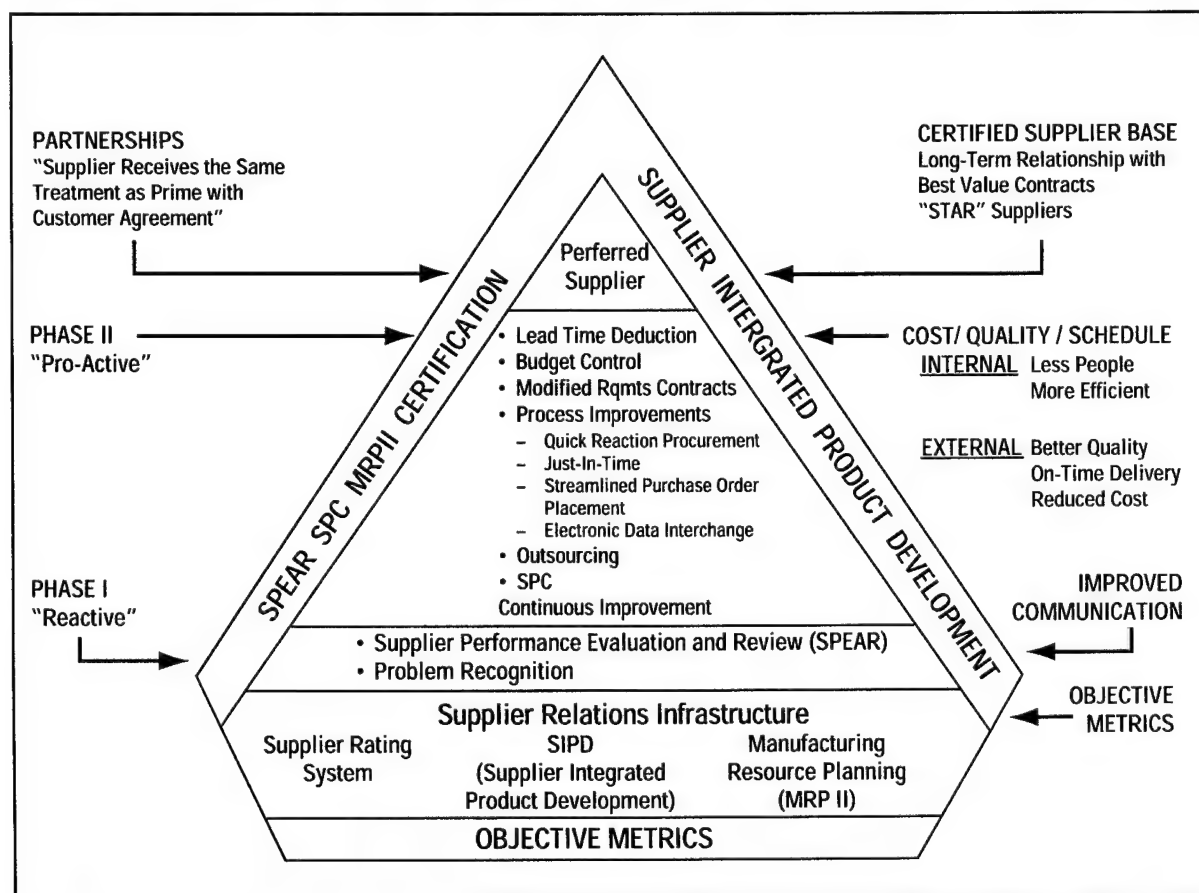 PARTNERSHIPS
"Supplier Receives the Same
Treatment as Prime with
Customer Agreement"
PHASE II
"Pro-Active"
PHASE I
"Reactive"
SPEAR SPC MRPII CERTIFICATION
Perferred
Supplier
• Lead Time Deduction
• Budget Control
• Modified Rqmts Contracts
• Process Improvements
– Quick Reaction Procurement
– Just-In-Time
– Streamlined Purchase Order
Placement
– Electronic Data Interchange
• Outsourcing
• SPC
Continuous Improvement
• Supplier Performance Evaluation and Review (SPEAR)
• Problem Recognition
Supplier Relations Infrastructure
Supplier Rating
System
SIPD
(Supplier Integrated
Product Development)
Manufacturing
Resource Planning
(MRP II)
OBJECTIVE METRICS
SUPPLIER INTERGRATED PRODUCT DEVELOPMENT
CERTIFIED SUPPLIER BASE
Long-Term Relationship with
Best Value Contracts
"STAR" Suppliers
COST/ QUALITY / SCHEDULE
INTERNAL Less People
More Efficient
EXTERNAL Better Quality
On-Time Delivery
Reduced Cost
IMPROVED
COMMUNICATION
OBJECTIVE
METRICS